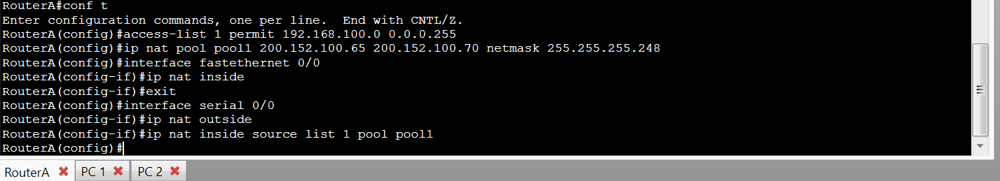 RouterA#conf t
Enter configuration commands, one per line.  End with CNTL/Z.
RouterA(config)#access-list 1 permit 192.168.100.0 0.0.0.255
RouterA(config)#ip nat pool pool1 200.152.100.65 200.152.100.70 netmask 255.255.255.248
RouterA(config)#interface fastethernet 0/0
RouterA(config-if)#ip nat inside
RouterA(config-if)#exit
RouterA(config)#interface serial 0/0
RouterA(config-if)#ip nat outside
RouterA(config-if)#ip nat inside source list 1 pool pool1
RouterA(config)#
RouterA PC 1 PC 2